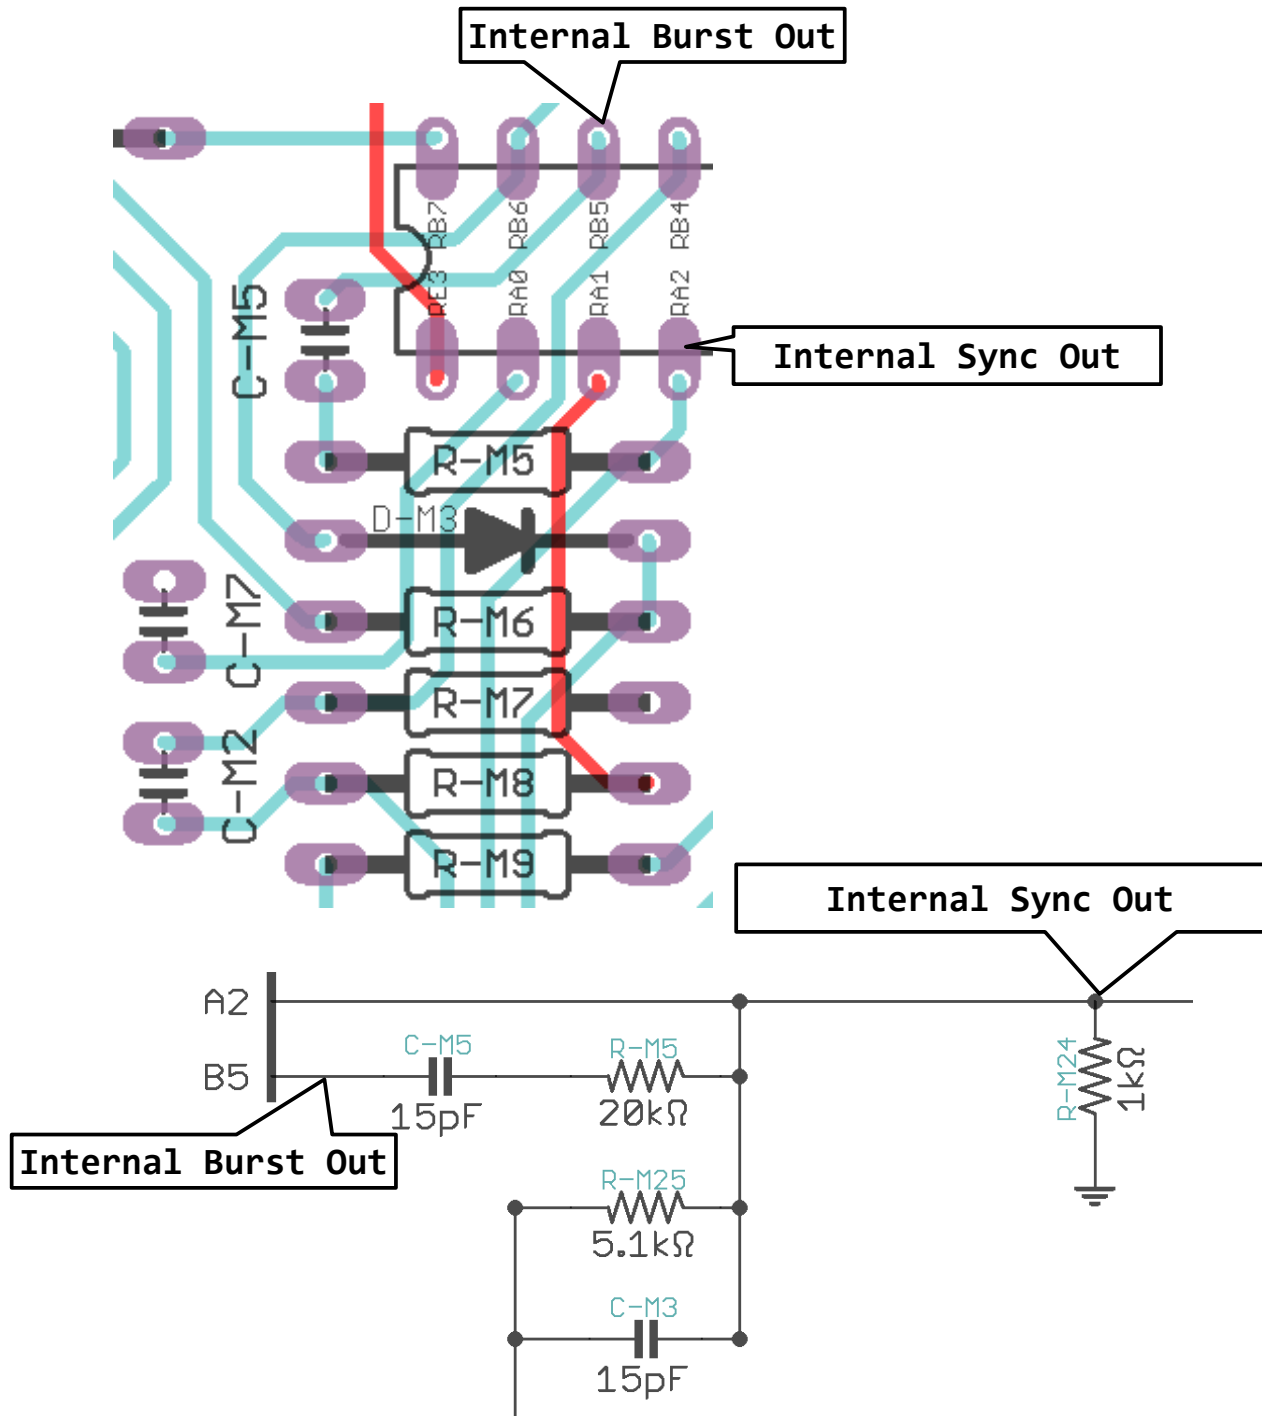 Internal Burst Out
RB7
RB6
RB5
RB4
RE3
RA0
RA1
RA2
C-M5
Internal Sync Out
R-M5
D-M3
C-M7
R-M6
R-M7
C-M2
R-M8
R-M9
Internal Sync Out
A2
C-M5
R-M5
R-M24
1kΩ
B5
15pF
20kΩ
Internal Burst Out
R-M25
5.1kΩ
C-M3
15pF